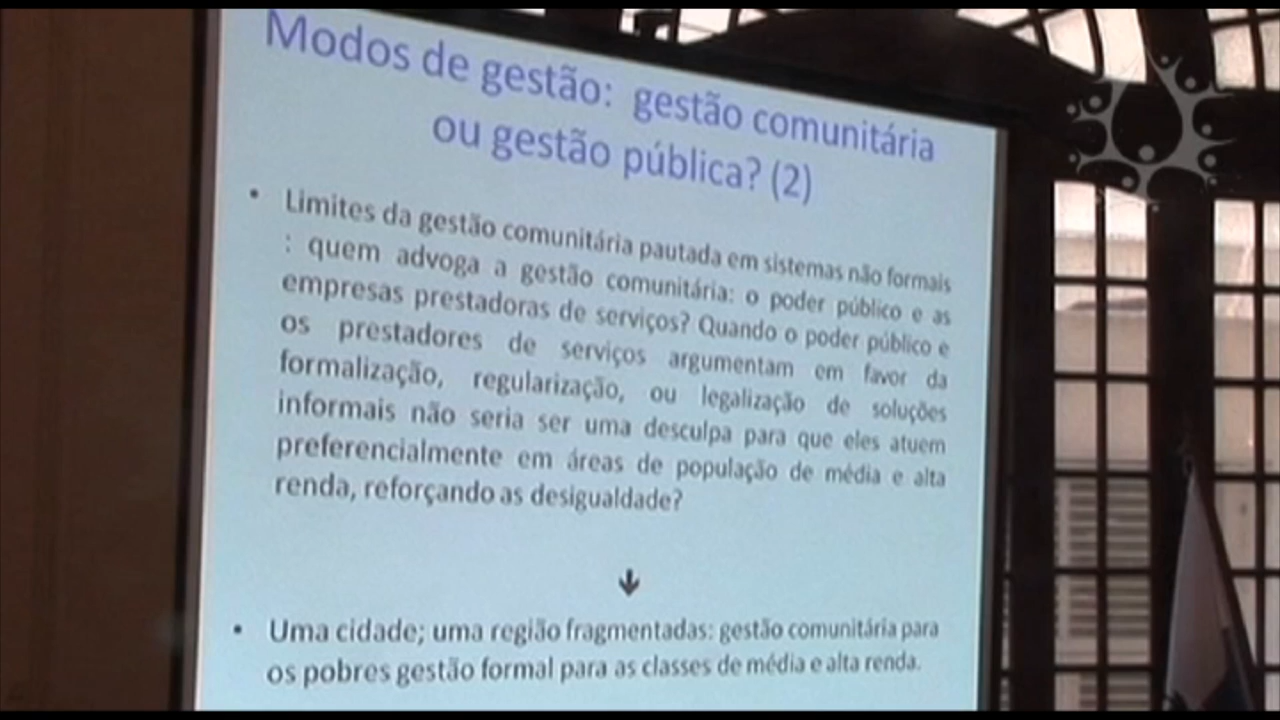 Modos de gestão: gestão comunitária
ou gestão pública? (2)
• Limites da gestão comunitária pautada em sistemas não formais
: quem advoga a gestão comunitária: o poder público e as
empresas prestadoras de serviços? Quando o poder público e
os prestadores de serviços argumentam em favor da
formalização, regularização, ou legalização de soluções
informais não seria ser uma desculpa para que eles atuem
preferencialmente em áreas de população de média e alta
renda, reforçando as desigualdade?
• Uma cidade; uma região fragmentadas: gestão comunitária para
os pobres gestão formal para as classes de média e alta renda.